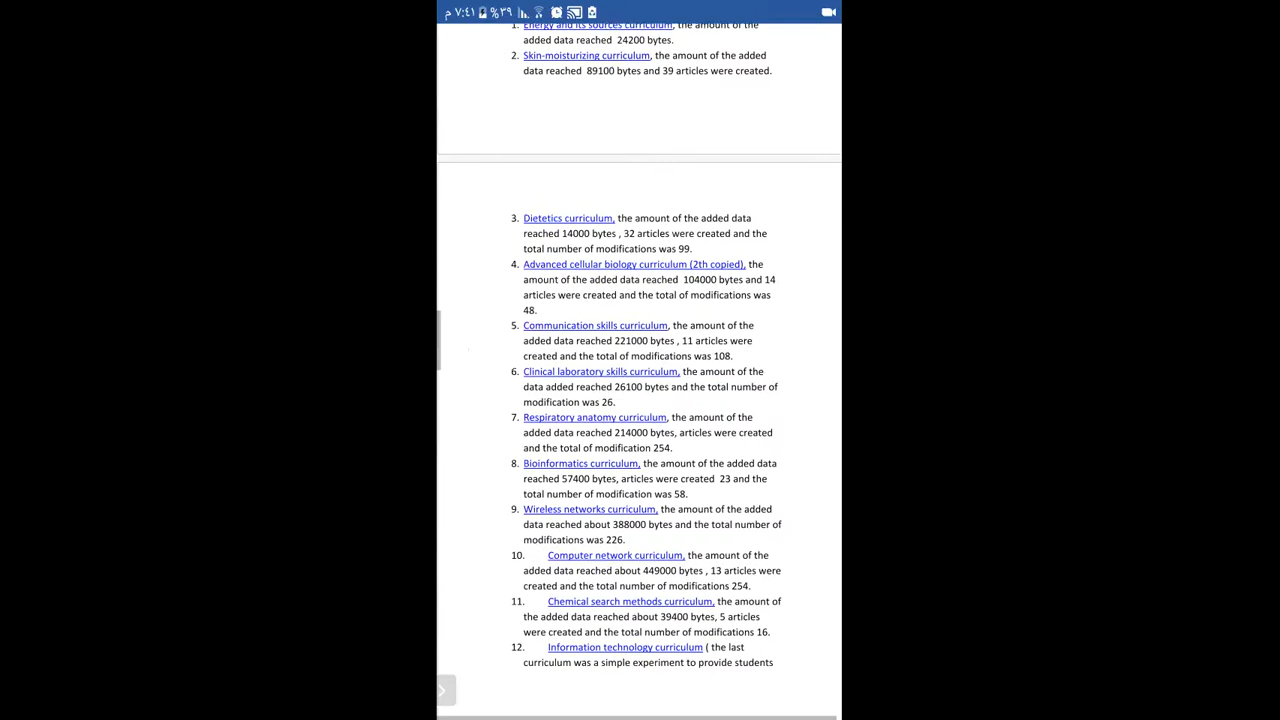 م ٧:٤١ %٣٩
1. Energy and its sources curriculum, the amount of the
added data reached 24200 bytes.
2. Skin-moisturizing curriculum, the amount of the added
data reached 89100 bytes and 39 articles were created.
3. Dietetics curriculum, the amount of the added data
reached 14000 bytes , 32 articles were created and the
total number of modifications was 99.
4. Advanced cellular biology curriculum (2th copied), the
amount of the added data reached 104000 bytes and 14
articles were created and the total of modifications was
48.
5. Communication skills curriculum, the amount of the
added data reached 221000 bytes , 11 articles were
created and the total of modifications was 108.
6. Clinical laboratory skills curriculum, the amount of the
data added reached 26100 bytes and the total number of
modification was 26.
7. Respiratory anatomy curriculum, the amount of the
added data reached 214000 bytes, articles were created
and the total of modification 254.
8. Bioinformatics curriculum, the amount of the added data
reached 57400 bytes, articles were created 23 and the
total number of modification was 58.
9. Wireless networks curriculum, the amount of the added
data reached about 388000 bytes and the total number of
modifications was 226.
10. Computer network curriculum, the amount of the
added data reached about 449000 bytes , 13 articles were
created and the total number of modifications 254.
11. Chemical search methods curriculum, the amount of
the added data reached about 39400 bytes, 5 articles
were created and the total number of modifications 16.
12. Information technology curriculum ( the last
curriculum was a simple experiment to provide students